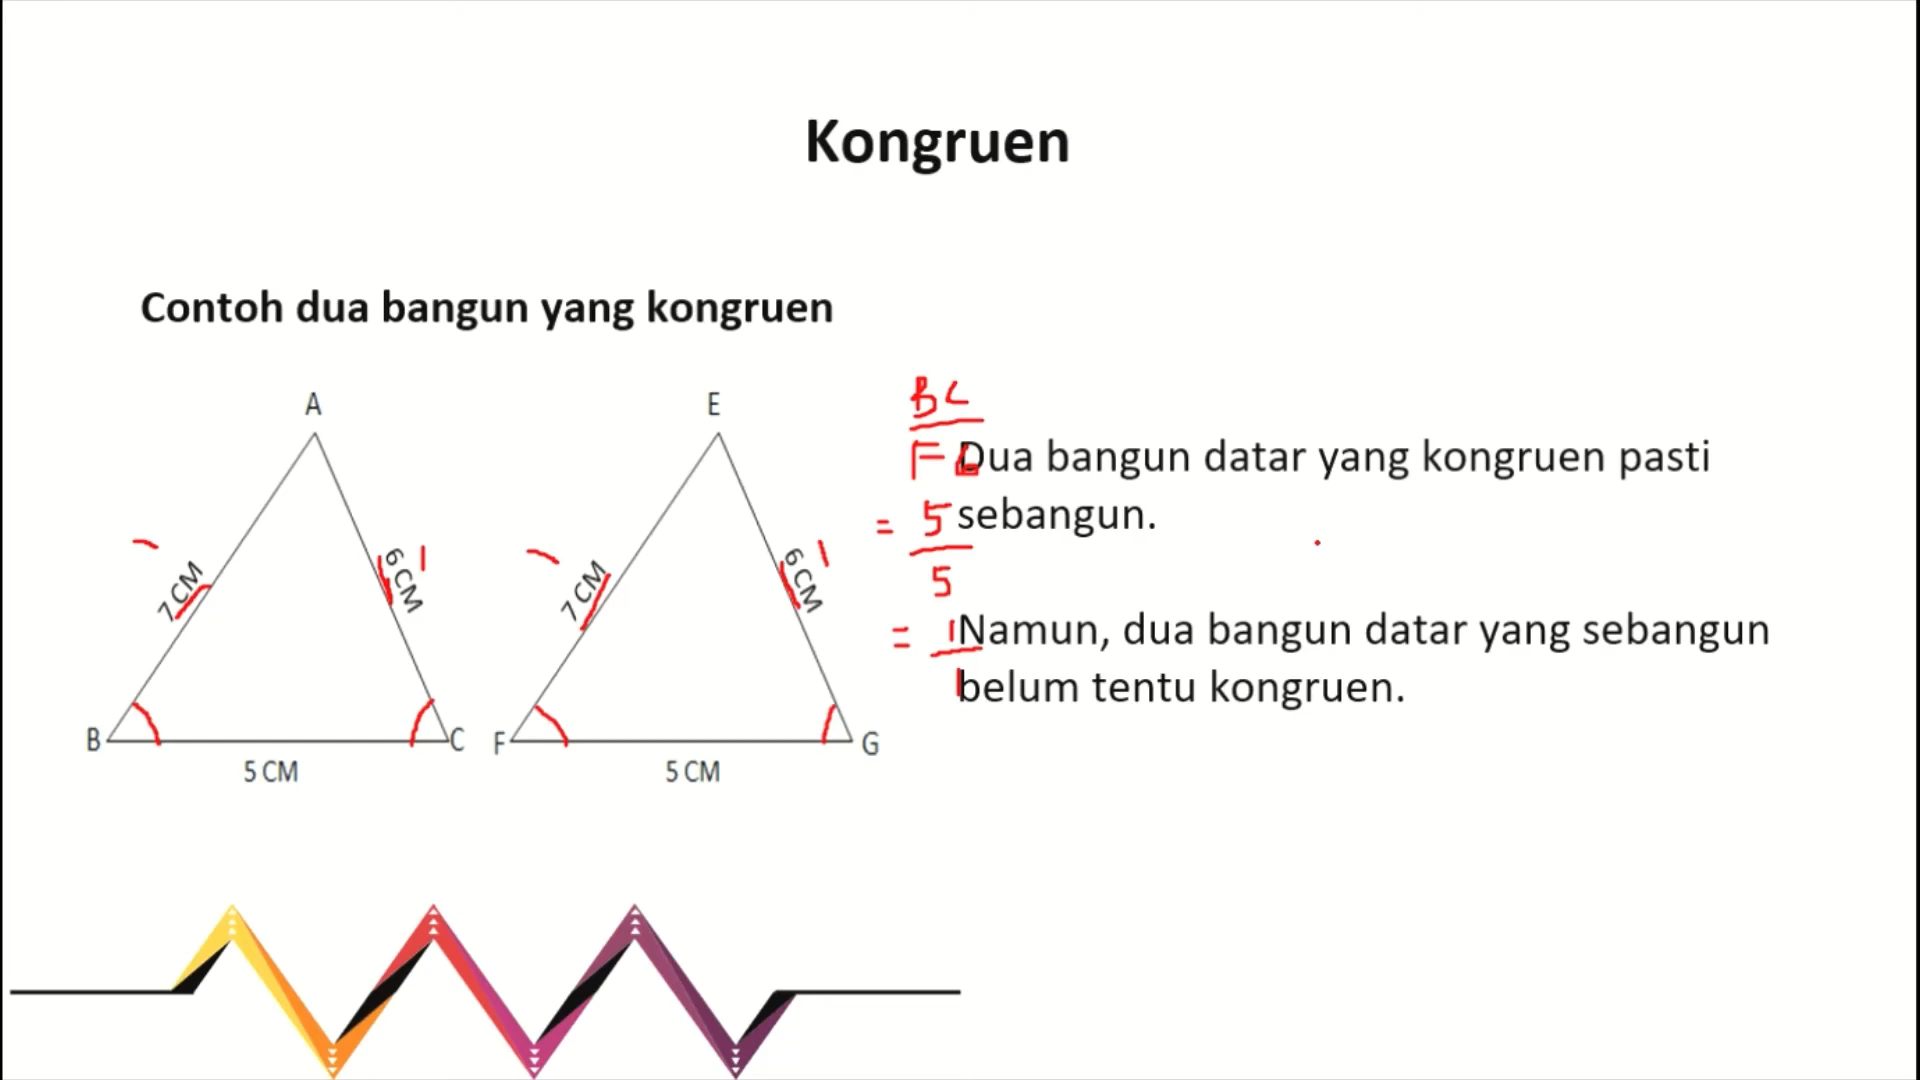 Kongruen
Contoh dua bangun yang kongruen
A
7 CM
6 CM
B
C
5 CM
E
7 CM
6 CM
F
G
5 CM
BC
FG
= 5
5
= 1
1
Dua bangun datar yang kongruen pasti
sebangun.
Namun, dua bangun datar yang sebangun
belum tentu kongruen.